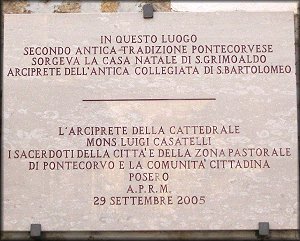 IN QUESTO LUOGO
SECONDO ANTICA TRADIZIONE PONTECORVESE
SORGEVA LA CASA NATALE DI S.GRIMOALDO
ARCIPRETE DELL'ANTICA COLLEGIATA DI S.BARTOLOMEO
L'ARCIPRETE DELLA CATTEDRALE
MONS. LUIGI CASATELLI
I SACERDOTI DELLA CITTA' E DELLA ZONA PASTORALE
DI PONTECORVO E LA COMUNITA' CITTADINA
POSERO
A.P.R.M.
29 SETTEMBRE 2005